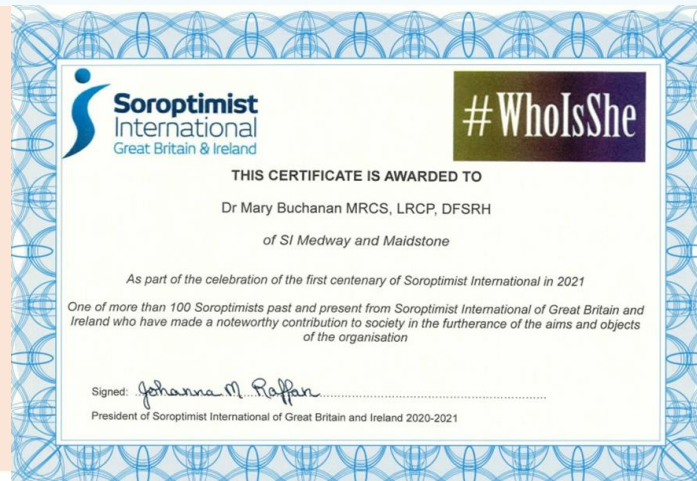 Soroptimist
International
Great Britain & Ireland
#WhoIsShe
THIS CERTIFICATE IS AWARDED TO
Dr Mary Buchanan MRCS, LRCP, DFSRH
of SI Medway and Maidstone
As part of the celebration of the first centenary of Soroptimist International in 2021
One of more than 100 Soroptimists past and present from Soroptimist International of Great Britain and
Ireland who have made a noteworthy contribution to society in the furtherance of the aims and objects
of the organisation
Signed: Johanna M Raffan
President of Soroptimist International of Great Britain and Ireland 2020-2021